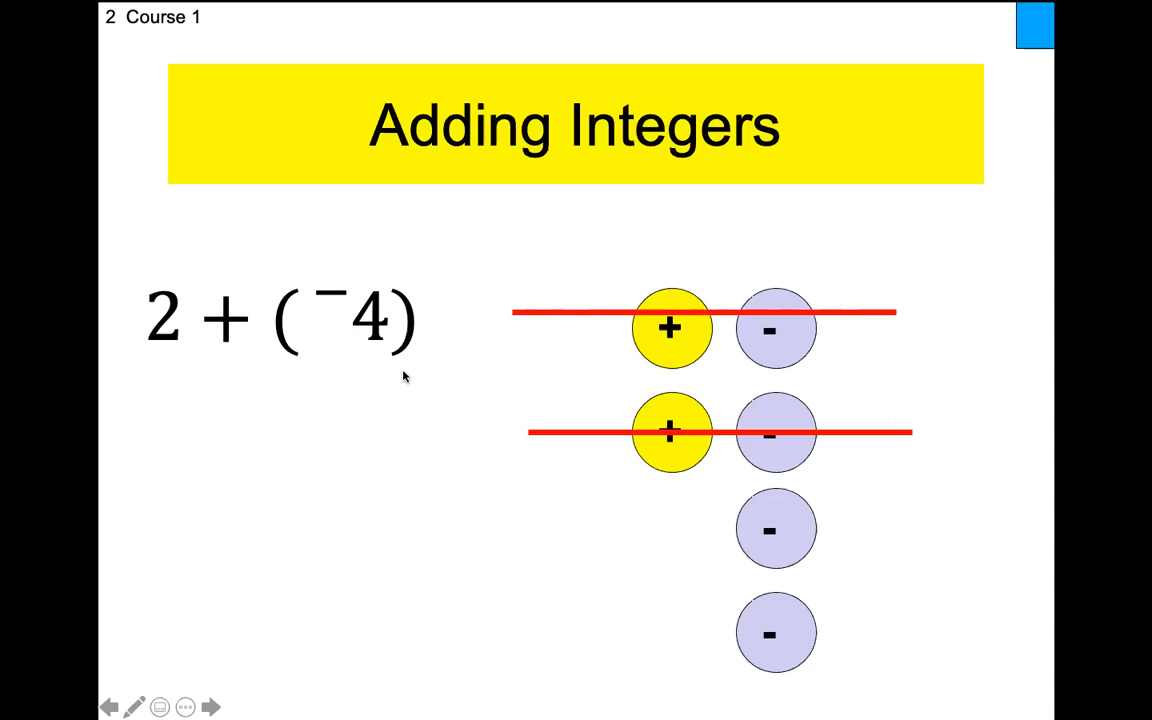 2 Course 1
Adding Integers
2 + (⁻4)
+ -
+ -
-
-